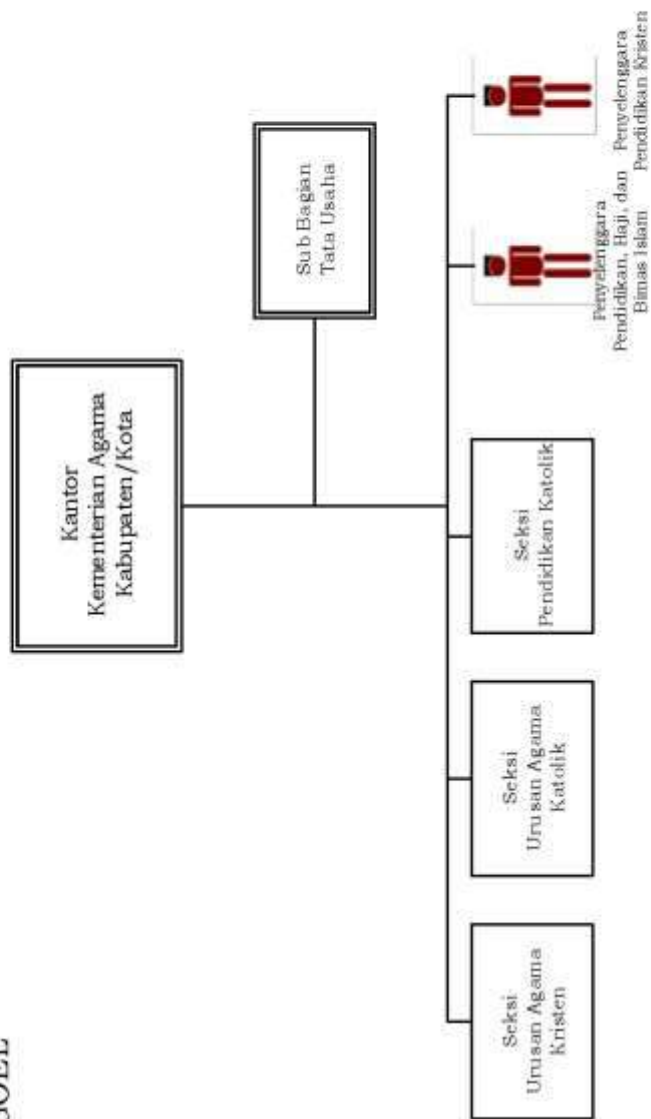 Kantor
Kementerian Agama
Kabupaten/Kota
Sub Bagian
Tata Usaha
Seksi
Urusan Agama
Kristen
Seksi
Urusan Agama
Katolik
Seksi
Pendidikan Katolik
Penyelenggara
Pendidikan, Haji, dan
Bimas Islam
Penyelenggara
Pendidikan Kristen